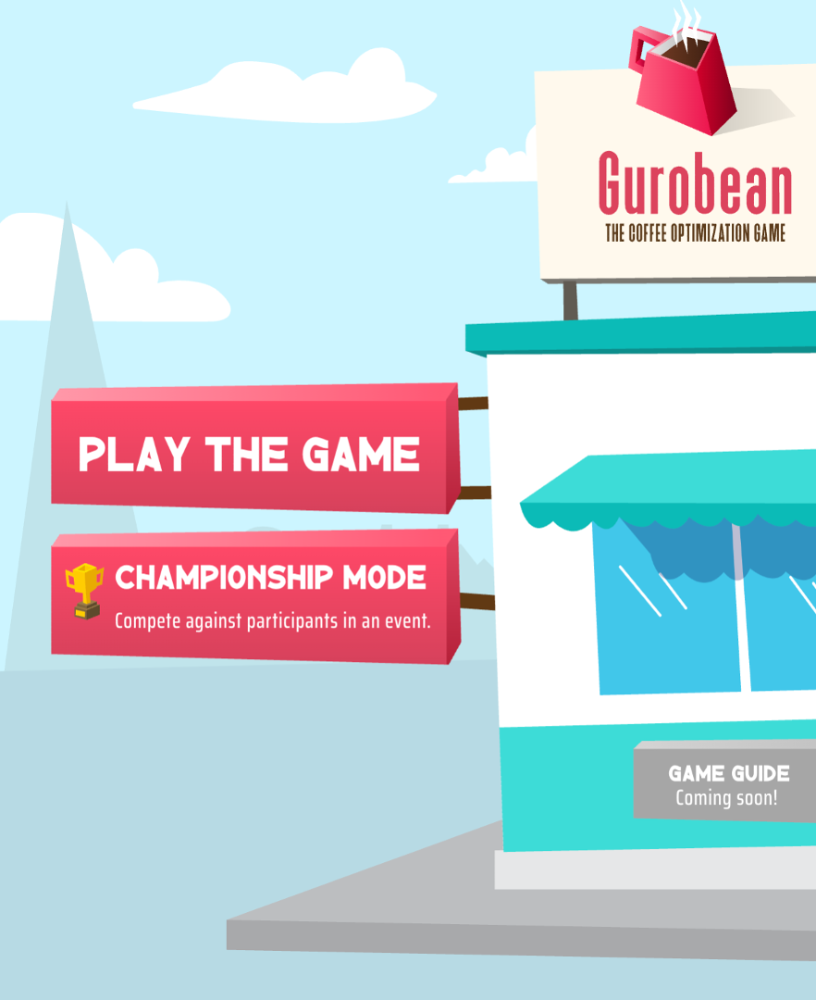 Gurobean
THE COFFEE OPTIMIZATION GAME
PLAY THE GAME
CHAMPIONSHIP MODE
Compete against participants in an event.
GAME GUIDE
Coming soon!